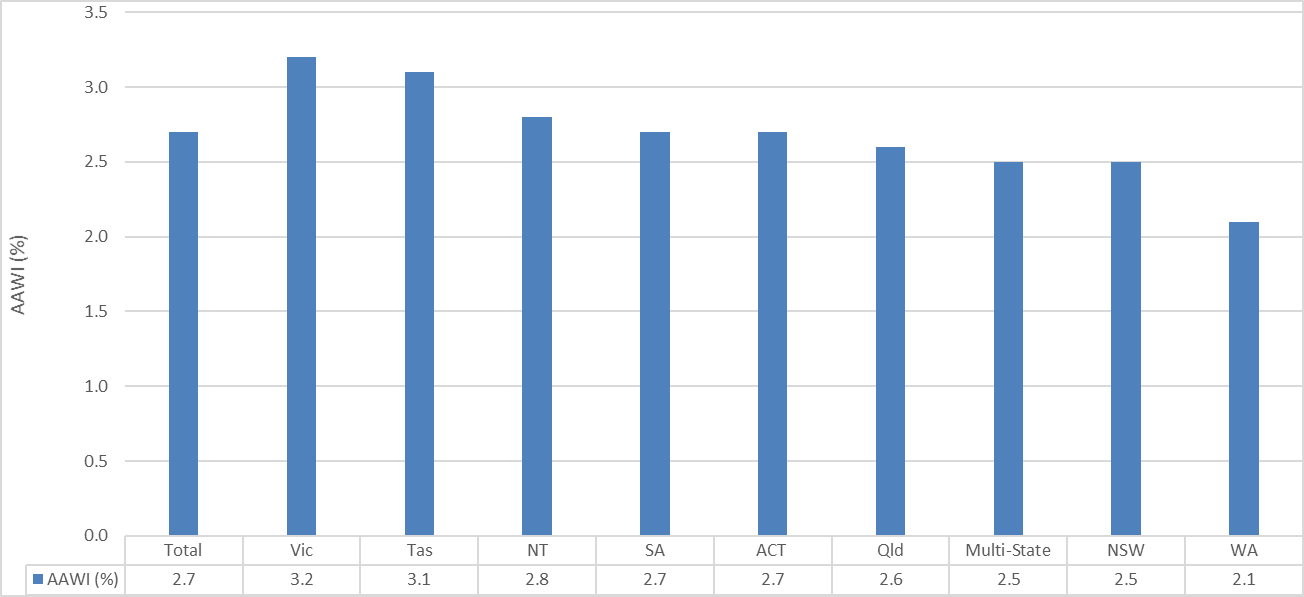 3.5
3.0
2.5
2.0
1.5
1.0
0.5
0.0
AAWI (%)
Total Vic Tas NT SA ACT Qld Multi-State NSW WA
AAWI (%) 2.7 3.2 3.1 2.8 2.7 2.7 2.6 2.5 2.5 2.1